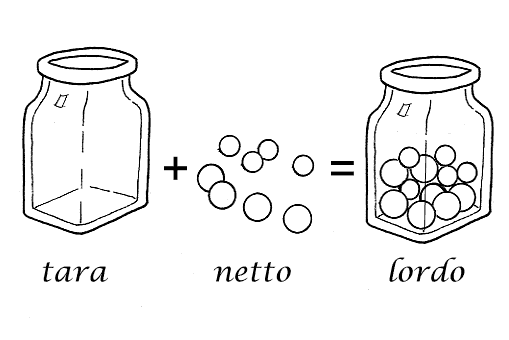 + =
tara netto lordo